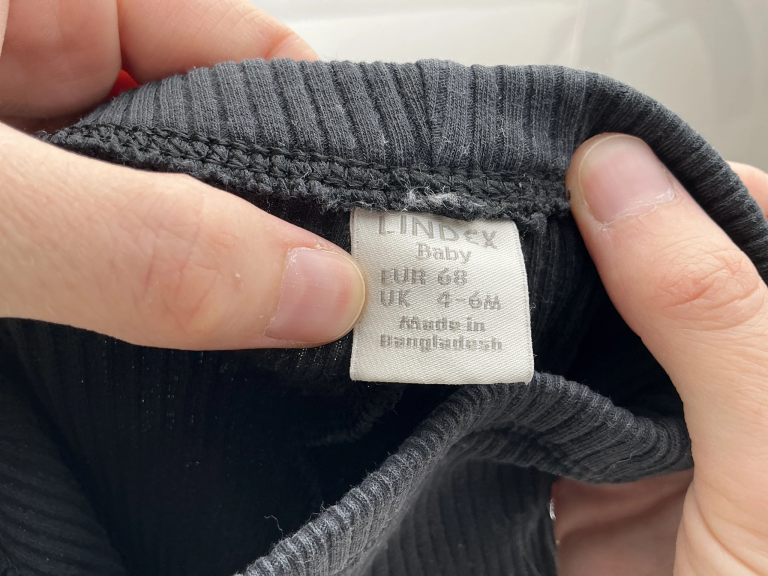 LINDEX
Baby
EUR 68
UK 4-6M
Made in
Bangladesh